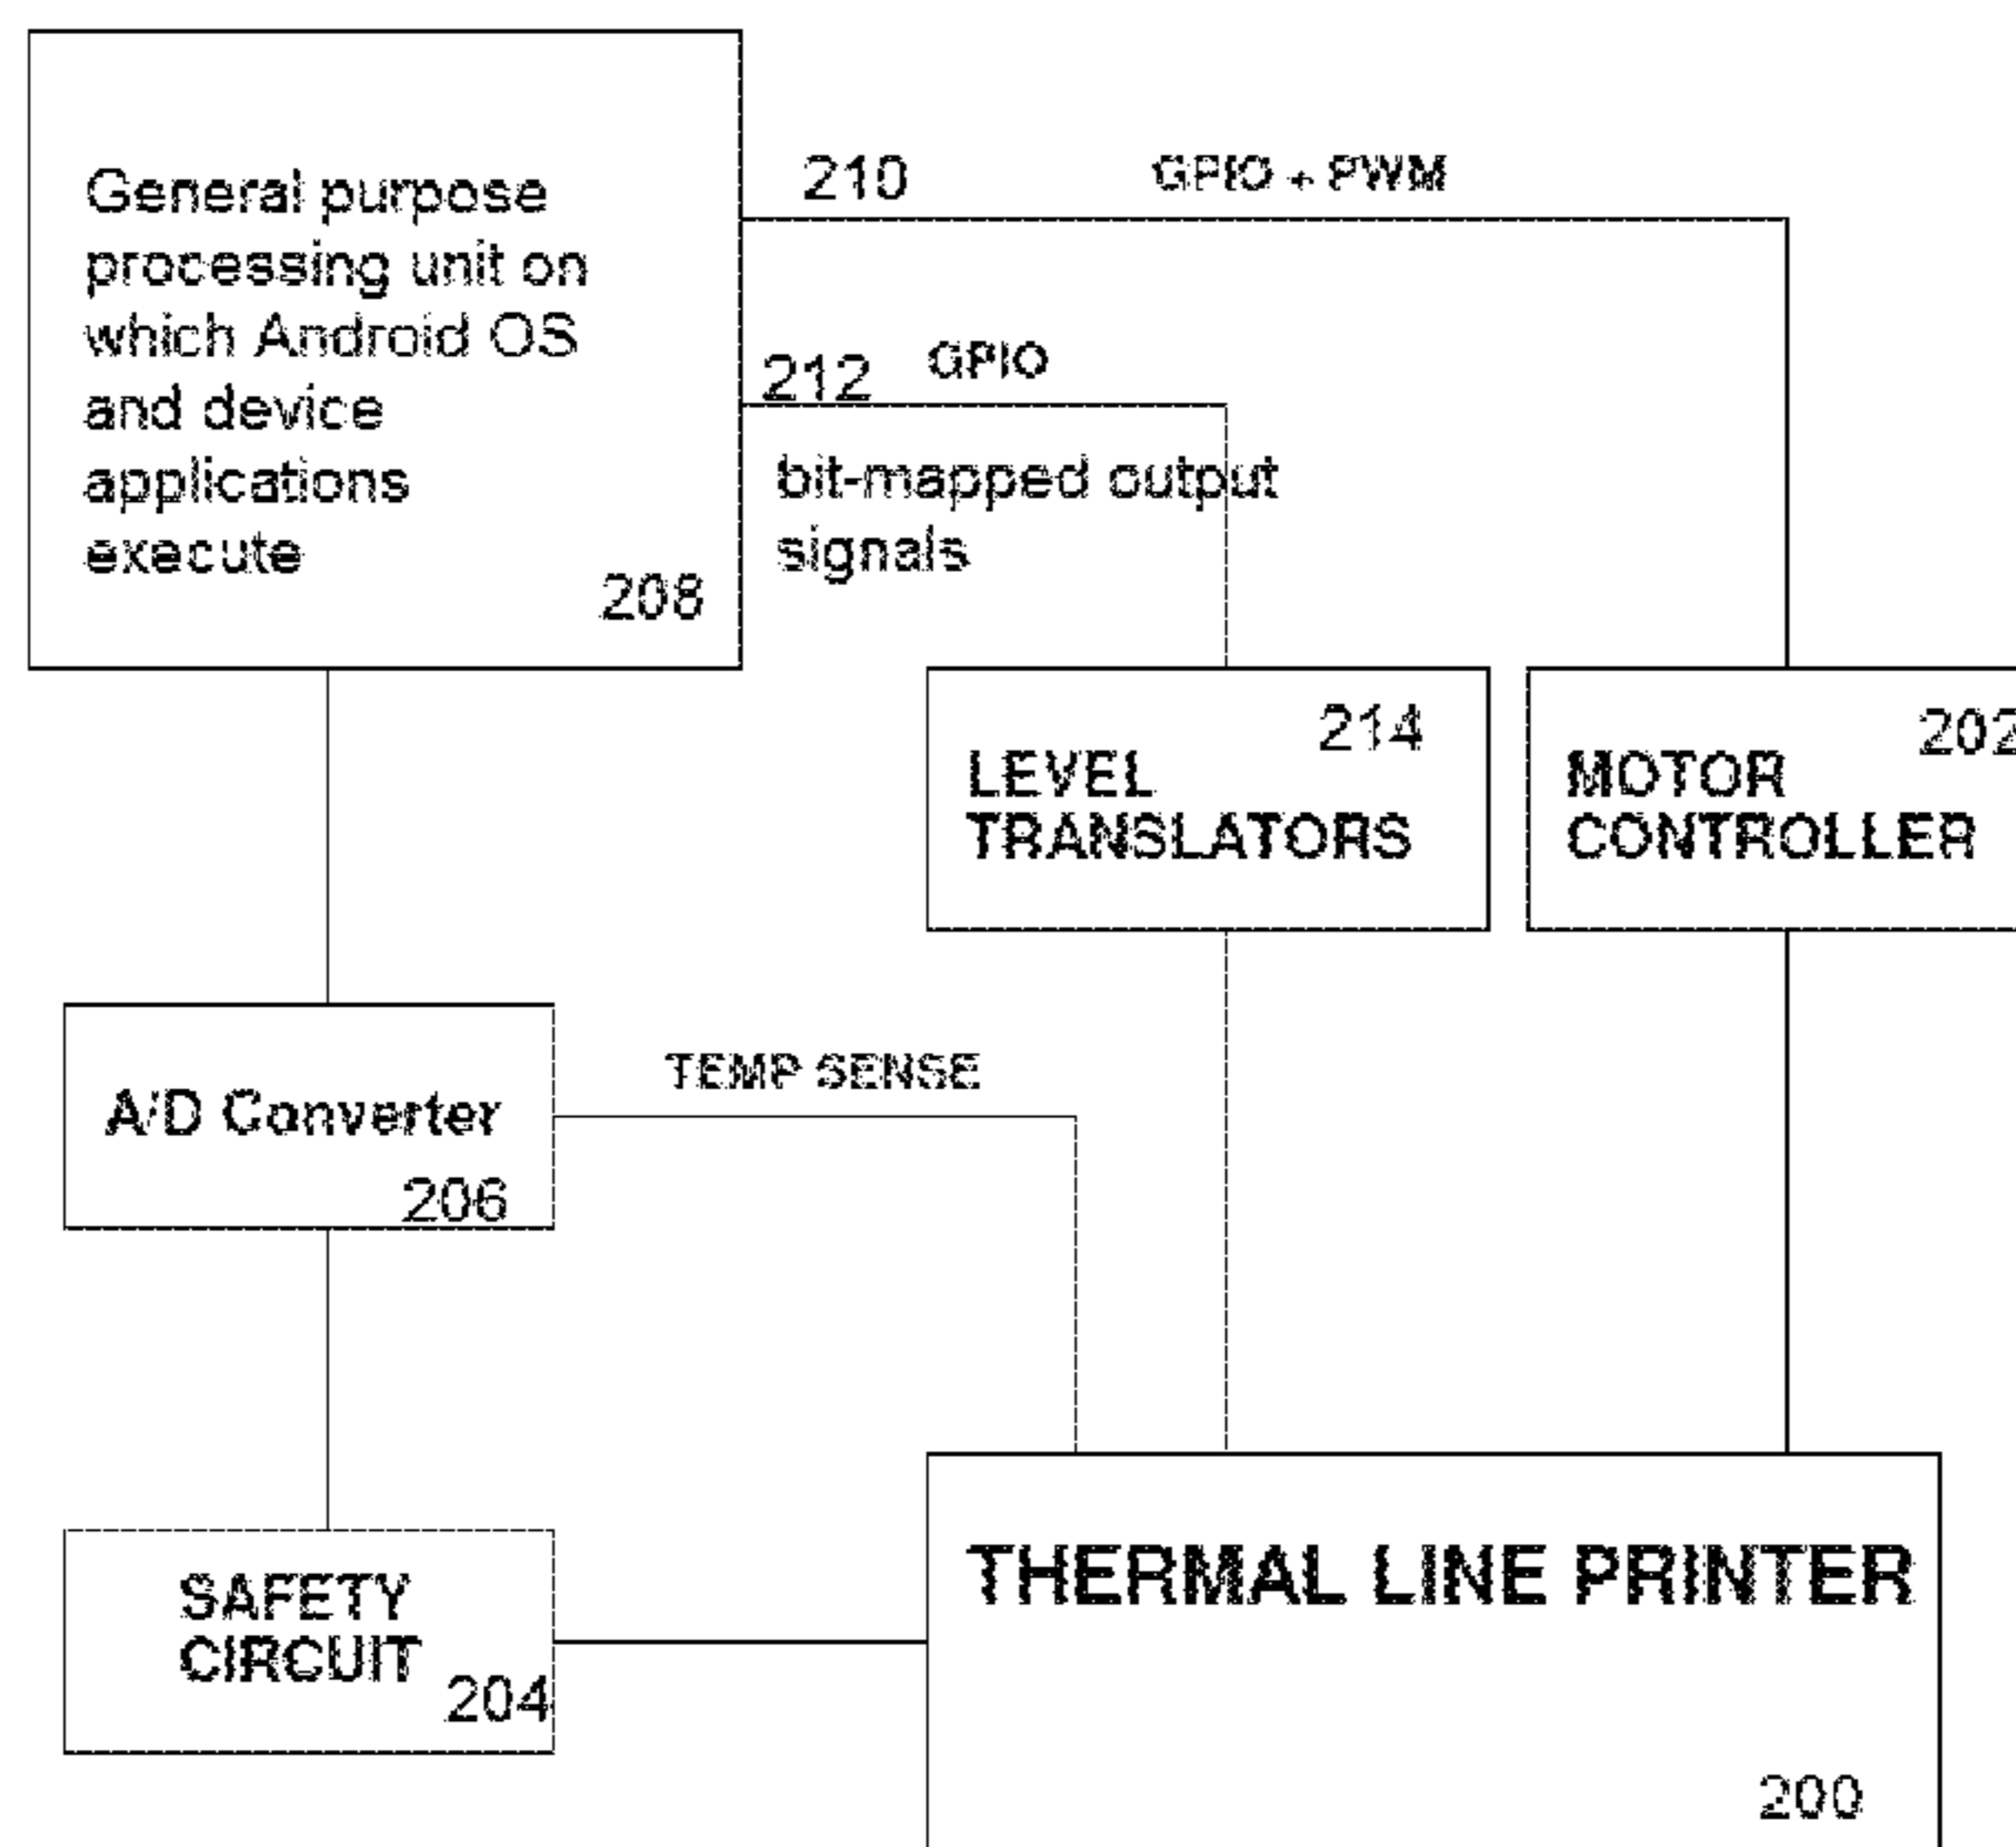 General purpose
processing unit on
which Android OS
and device
applications
execute
208
210
GPIO + PWM
212
GPIO
bit-mapped output
signals
214
LEVEL
TRANSLATORS
202
MOTOR
CONTROLLER
A/D Converter
206
TEMP SENSE
SAFETY
CIRCUIT
204
THERMAL LINE PRINTER
200